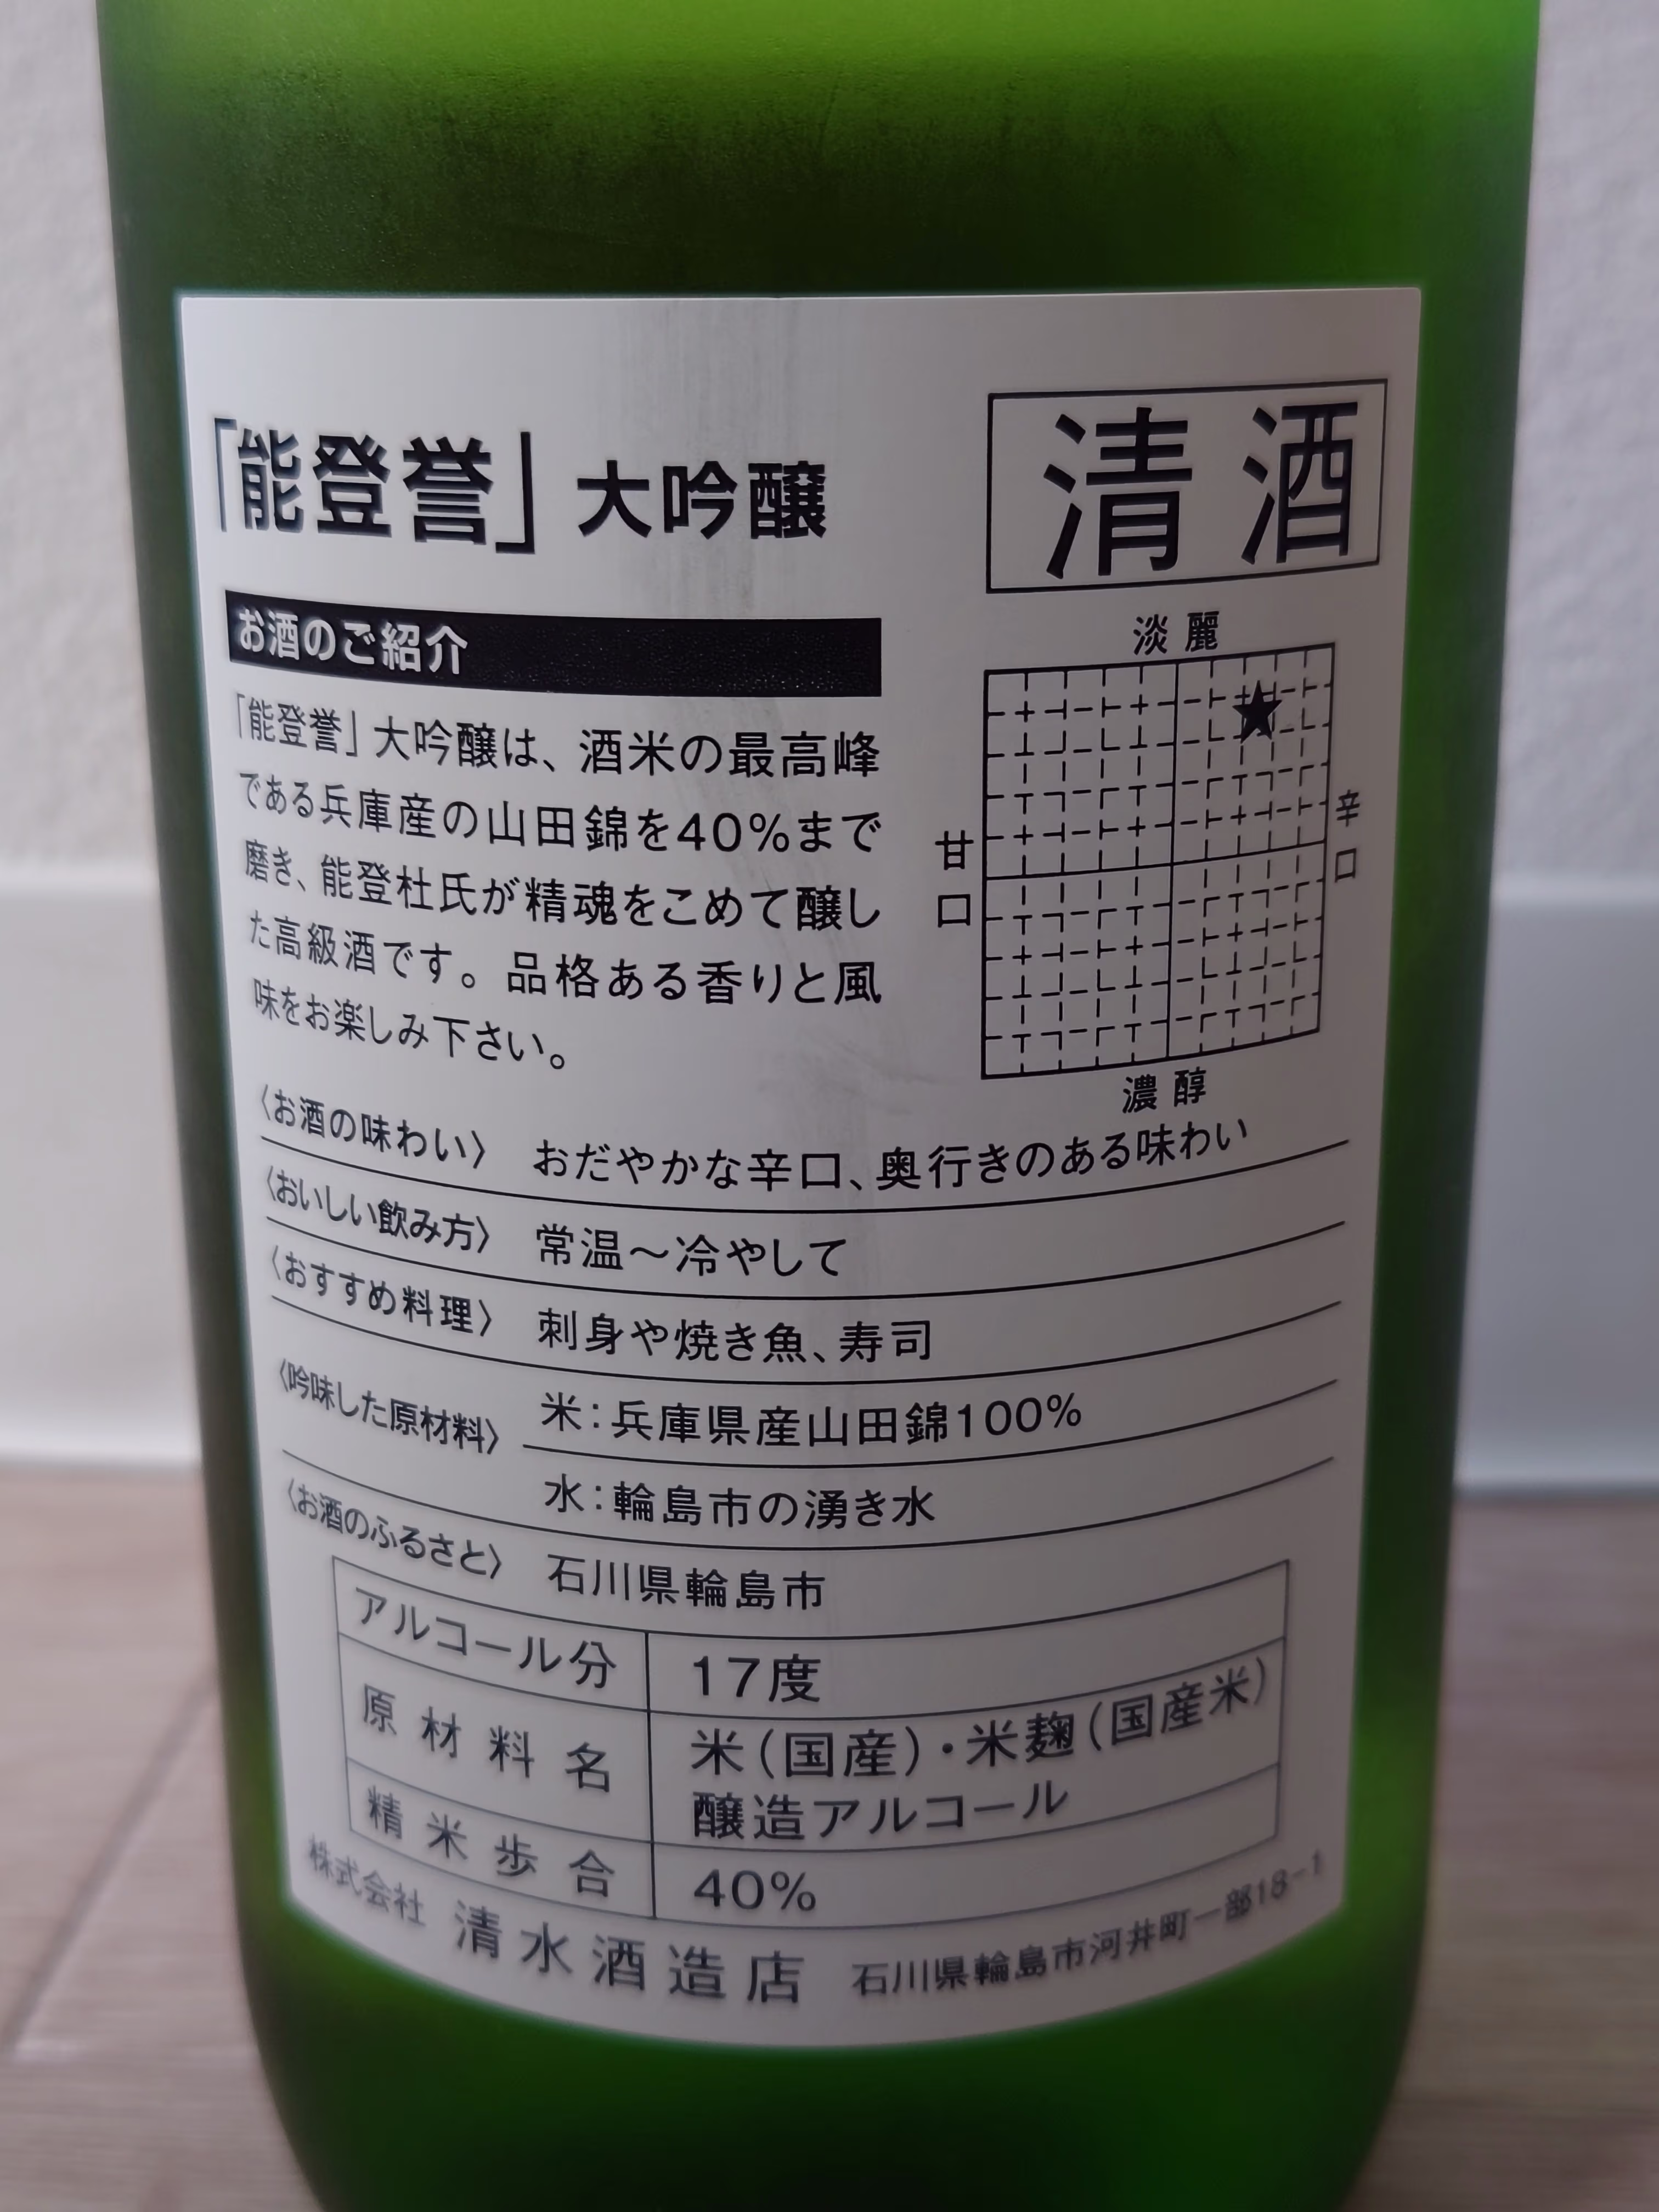 「能登誉」大吟醸
清酒
お酒のご紹介
「能登誉」大吟醸は、酒米の最高峰
である兵庫産の山田錦を40%まで
磨き、能登杜氏が精魂をこめて醸し
た高級酒です。品格ある香りと風
味をお楽しみ下さい。
淡麗
甘口
辛口
濃醇
〈お酒の味わい〉 おだやかな辛口、奥行きのある味わい
〈おいしい飲み方〉 常温～冷やして
〈おすすめ料理〉 刺身や焼き魚、寿司
〈吟味した原材料〉 米：兵庫県産山田錦100%
水：輪島市の湧き水
〈お酒のふるさと〉 石川県輪島市
アルコール分 17度
原材料名 米(国産)・米麹(国産米)
醸造アルコール
精米歩合 40%
株式会社 清水酒造店 石川県輪島市河井町一部18-1